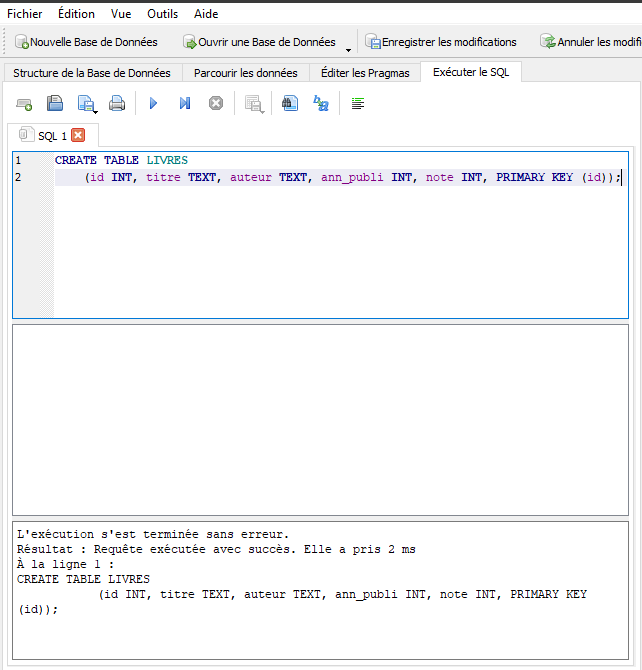 Fichier Édition Vue Outils Aide
Nouvelle Base de Données Ouvrir une Base de Données Enregistrer les modifications Annuler les modifi
Structure de la Base de Données Parcourir les données Éditer les Pragmas Exécuter le SQL
SQL 1
1 CREATE TABLE LIVRES
2 (id INT, titre TEXT, auteur TEXT, ann_publi INT, note INT, PRIMARY KEY (id));
L'exécution s'est terminée sans erreur.
Résultat : Requête exécutée avec succès. Elle a pris 2 ms
À la ligne 1 :
CREATE TABLE LIVRES
(id INT, titre TEXT, auteur TEXT, ann_publi INT, note INT, PRIMARY KEY
(id));